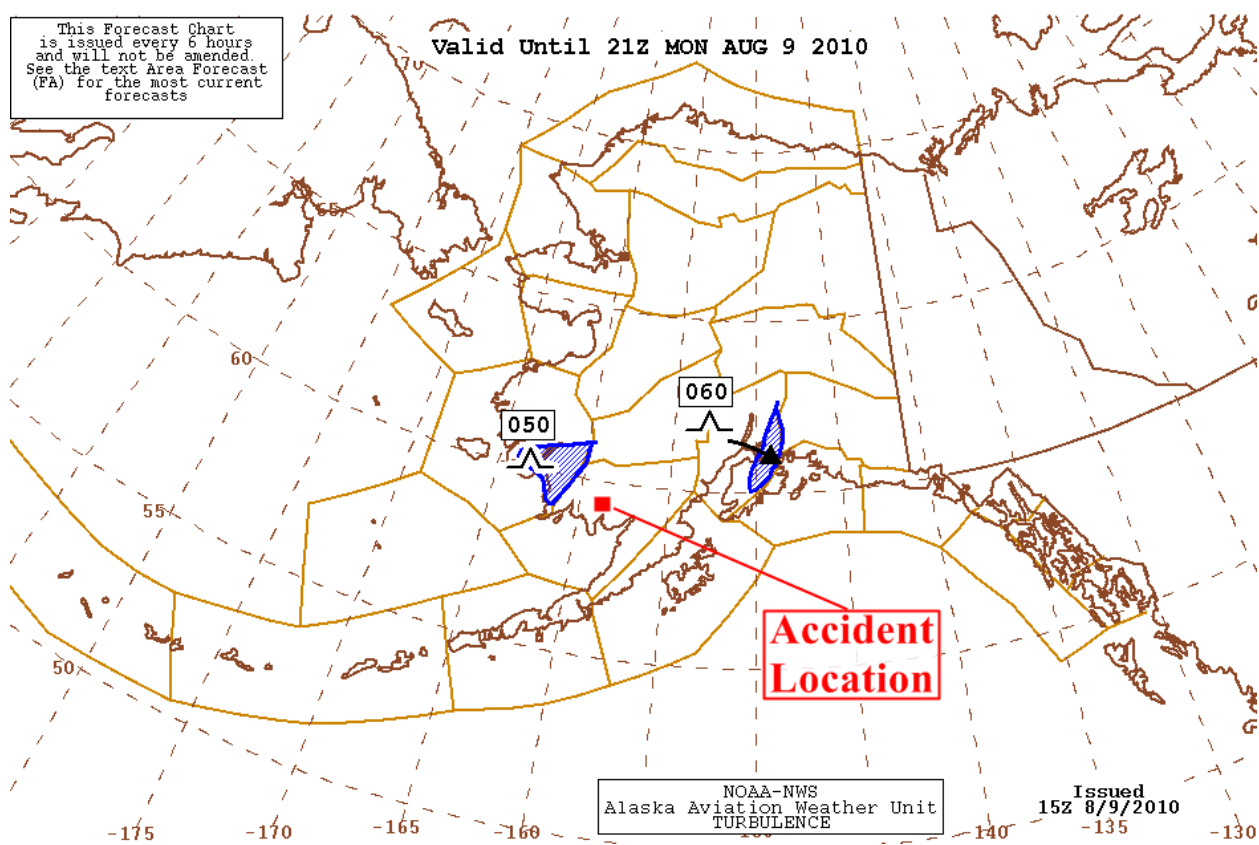 This Forecast Chart
is issued every 6 hours
and will not be amended.
See the text Area Forecast
(FA) for the most current
forecasts
Valid Until 21Z MON AUG 9 2010
70
65
60
060
050
55
Accident
Location
50
NOAA-NWS
Alaska Aviation Weather Unit
TURBULENCE
Issued
15Z 8/9/2010
-175
-170
-165
-160
-140
-135
-130